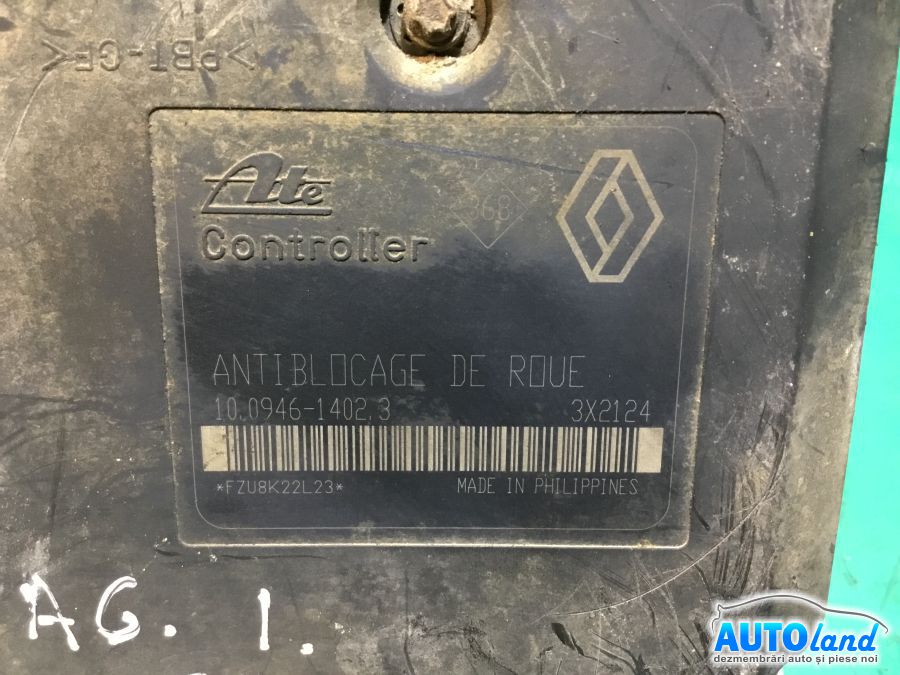 >PBT-GF<
Ate
Controller
ANTIBLOCAGE DE ROUE
10.0946-1402.3 3X2124
*FZU8K22L23*
MADE IN PHILIPPINES
AG. 1.
AUTOland
dezmembrări auto și piese noi